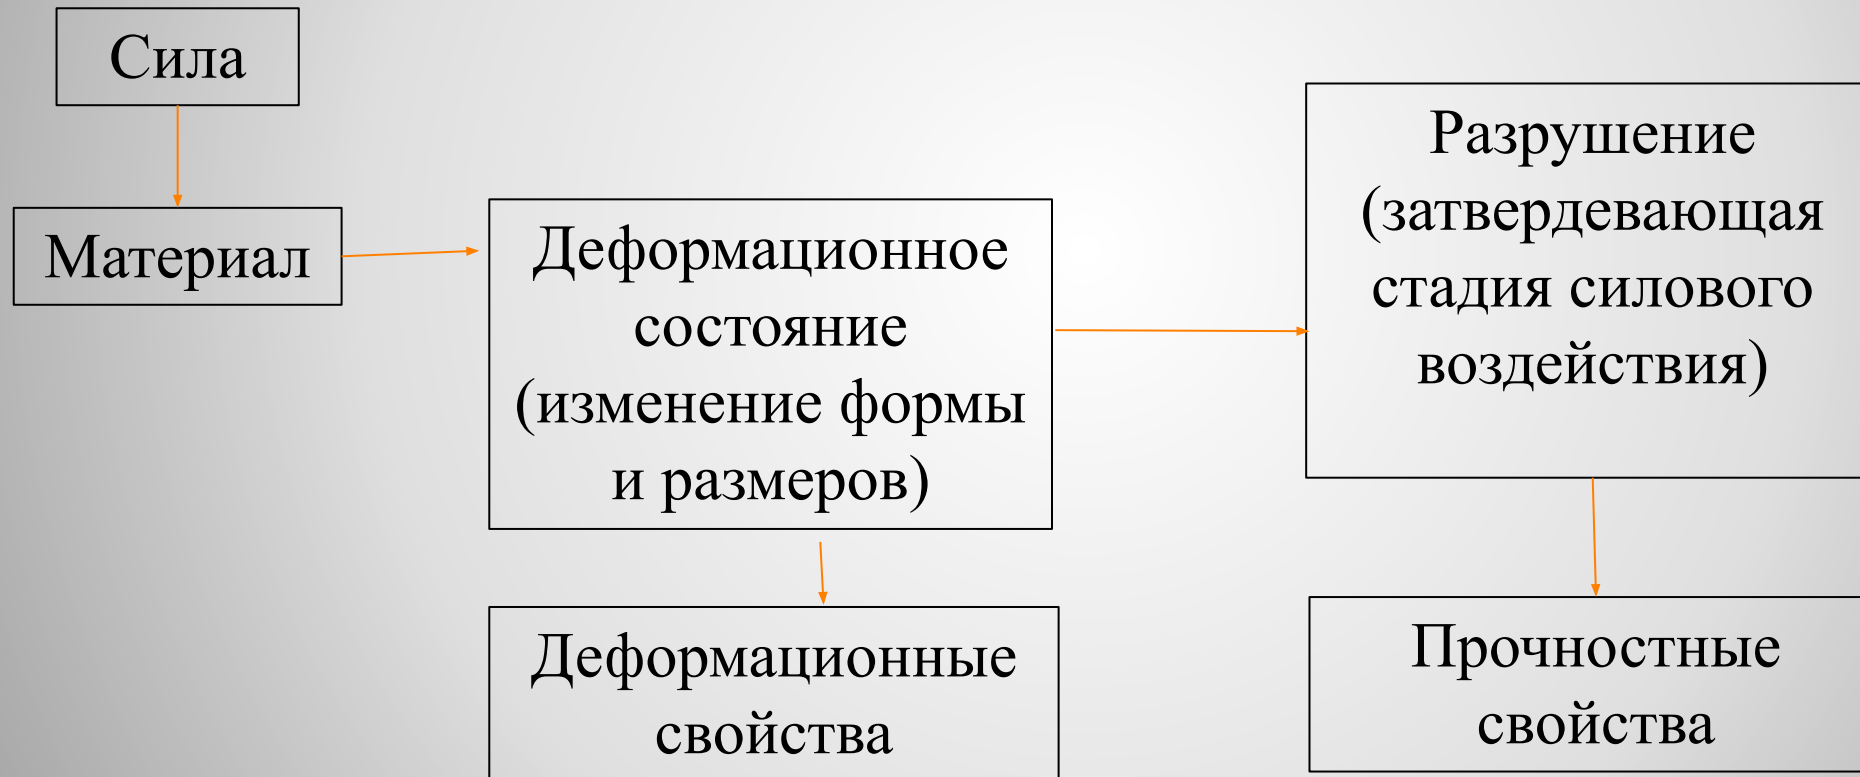 Сила
Материал
Деформационное
состояние
(изменение формы
и размеров)
Разрушение
(затвердевающая
стадия силового
воздействия)
Деформационные
свойства
Прочностные
свойства